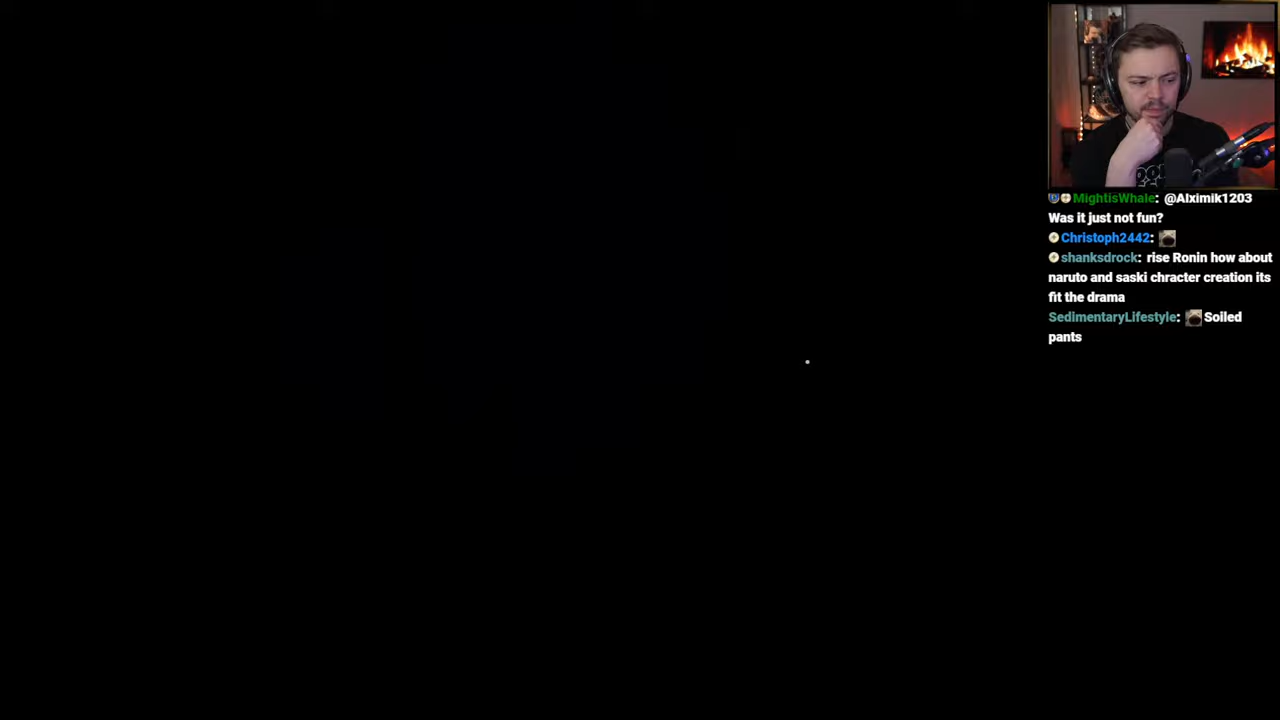 MightisWhale: @Alximik1203
Was it just not fun?
Christoph2442:
shanksdrock: rise Ronin how about
naruto and saski chracter creation its
fit the drama
SedimentaryLifestyle: Soiled
pants